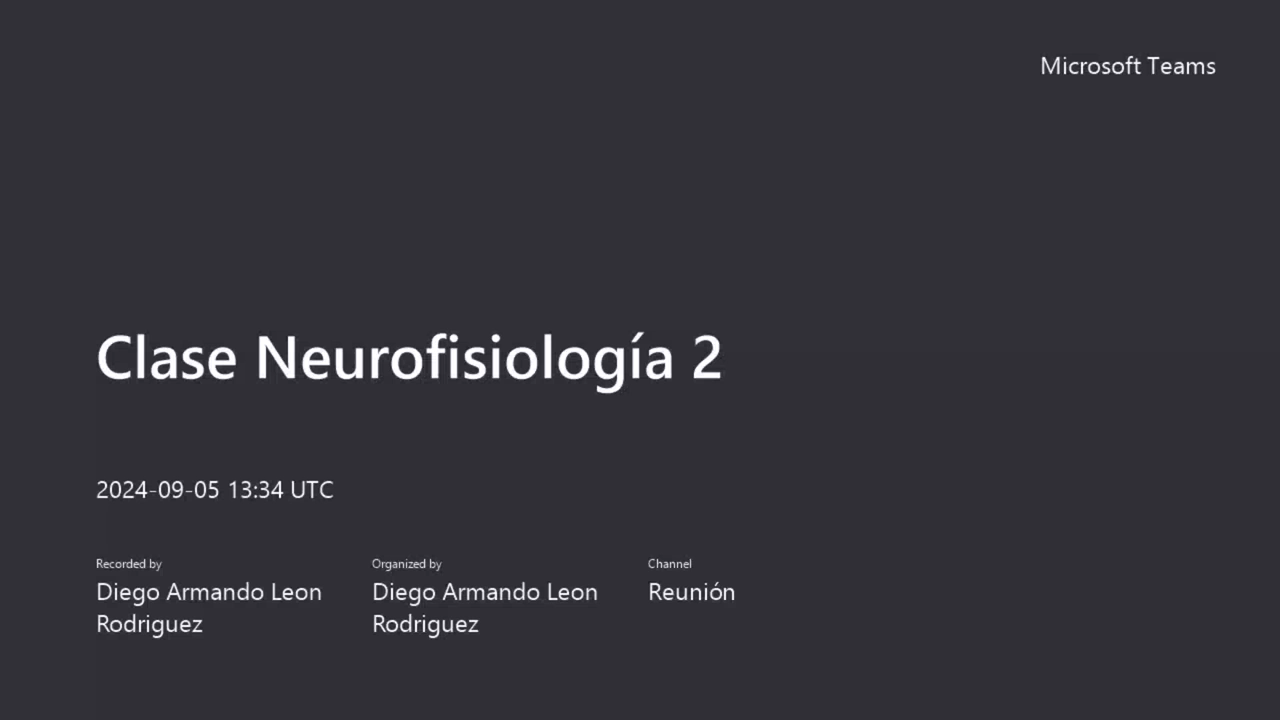 Microsoft Teams
Clase Neurofisiología 2
2024-09-05 13:34 UTC
Recorded by
Diego Armando Leon
Rodriguez
Organized by
Diego Armando Leon
Rodriguez
Channel
Reunión